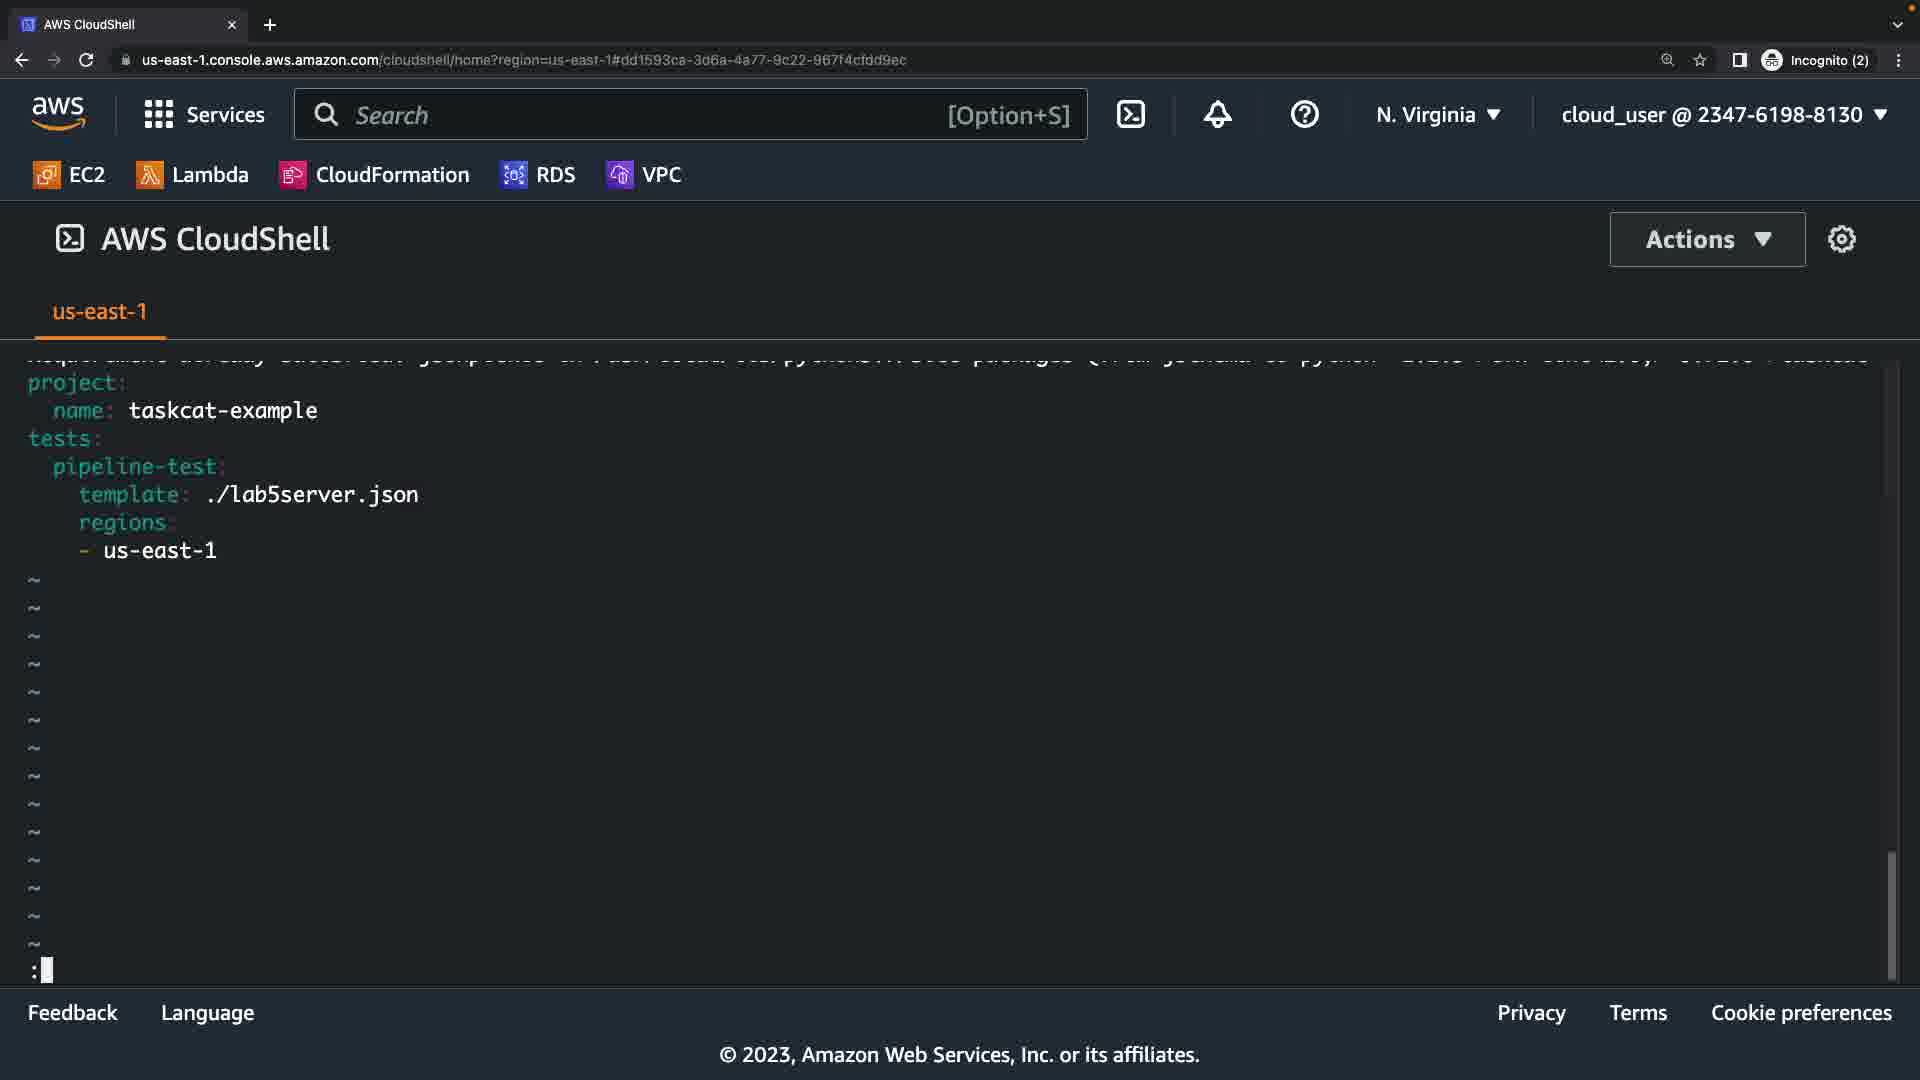 AWS CloudShell
us-east-1.console.aws.amazon.com/cloudshell/home?region=us-east-1#dd1593ca-3d6a-4a77-9c22-967f4cfdd9ec
Incognito (2)
aws
Services
Search
[Option+S]
N. Virginia
cloud_user @ 2347-6198-8130
EC2
Lambda
CloudFormation
RDS
VPC
AWS CloudShell
Actions
us-east-1
project:
name: taskcat-example
tests:
pipeline-test:
template: ./lab5server.json
regions:
- us-east-1
~
~
~
~
~
~
~
~
~
~
~
~
~
~
:
Feedback
Language
Privacy
Terms
Cookie preferences
© 2023, Amazon Web Services, Inc. or its affiliates.